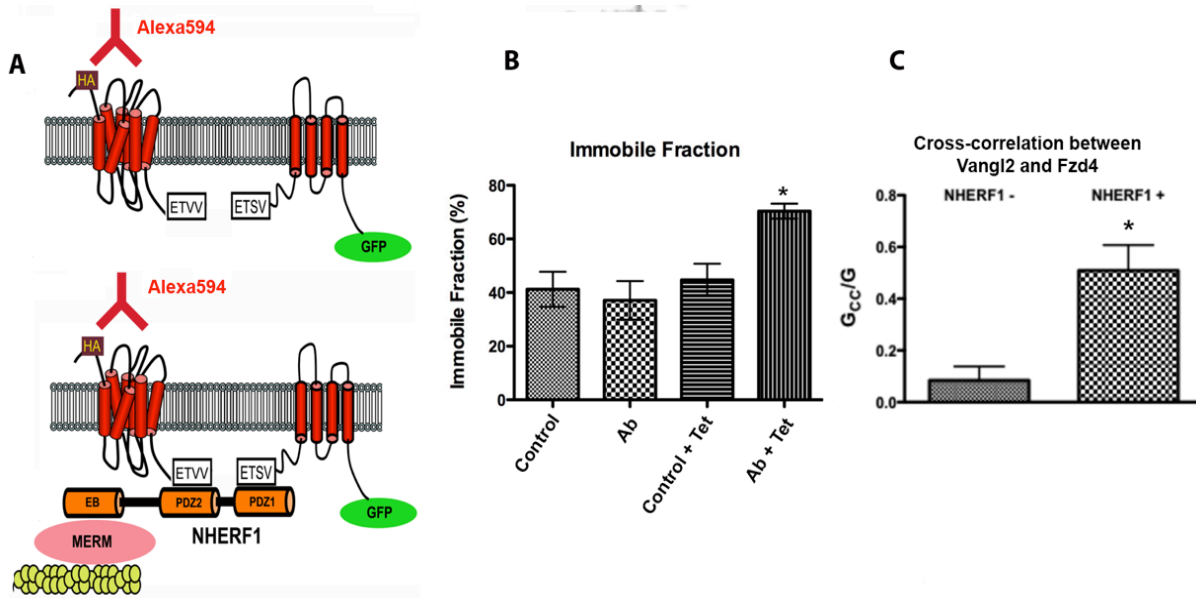 A
Alexa594
HA
ETVV
ETSV
GFP
Alexa594
HA
ETVV
ETSV
EB
PDZ2
PDZ1
NHERF1
GFP
MERM
B
Immobile Fraction
Immobile Fraction (%)
80
60
40
20
0
Control
Ab
Control + Tet
Ab + Tet
*
C
Cross-correlation between
Vangl2 and Fzd4
NHERF1 -
NHERF1 +
*
GCC/G
0.8
0.6
0.4
0.2
0.0